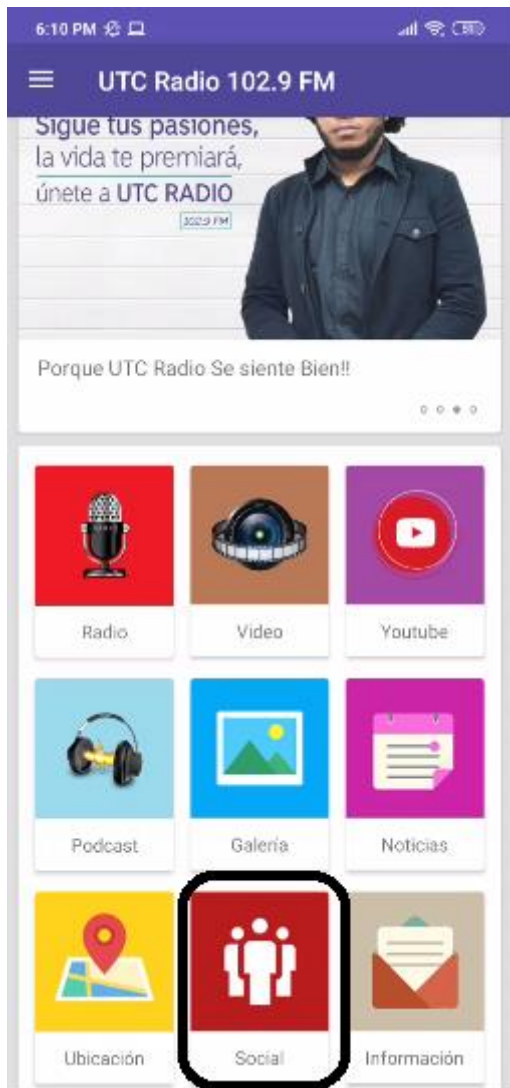 6:10 PM
UTC Radio 102.9 FM
Sigue tus pasiones,
la vida te premiará,
únete a UTC RADIO
102.9 FM
Porque UTC Radio Se siente Bien!!
Radio
Video
Youtube
Podcast
Galería
Noticias
Ubicación
Social
Información